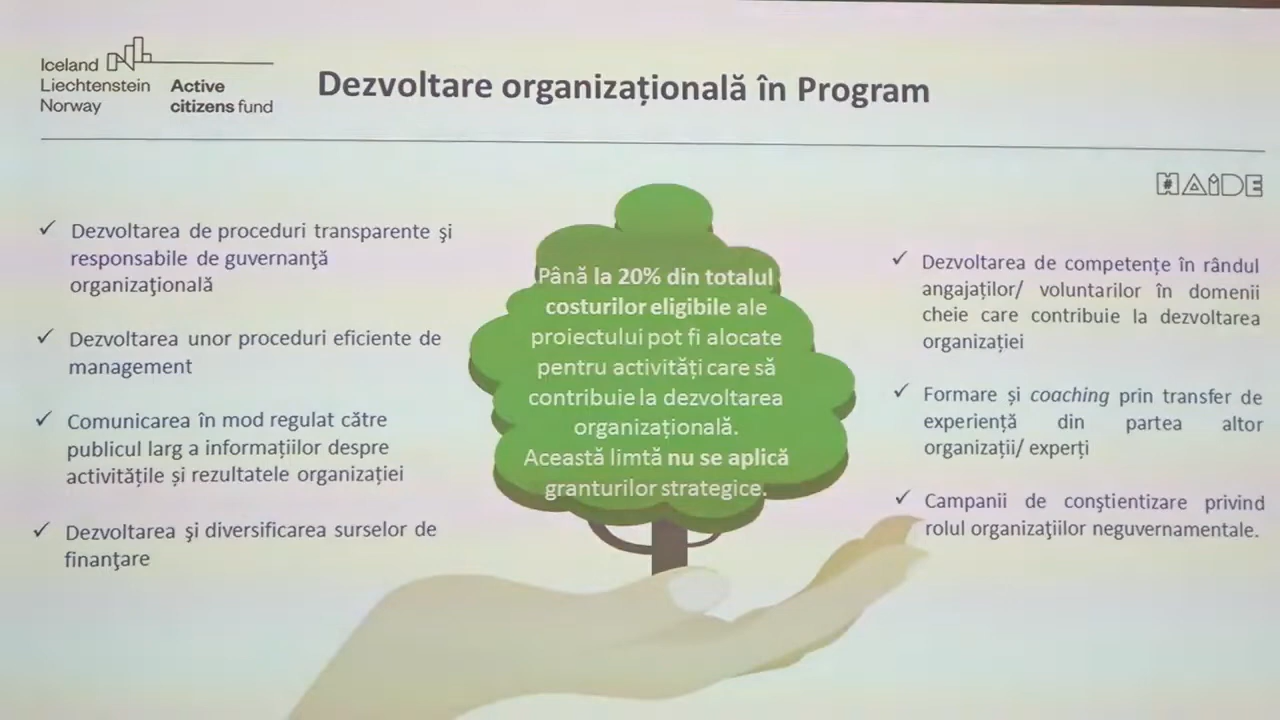 Iceland
Liechtenstein Active
Norway citizens fund
Dezvoltare organizațională în Program
#HAIDE
✓ Dezvoltarea de proceduri transparente şi
responsabile de guvernanţă
organizaţională
✓ Dezvoltarea unor proceduri eficiente de
management
✓ Comunicarea în mod regulat către
publicul larg a informațiilor despre
activitățile și rezultatele organizației
✓ Dezvoltarea şi diversificarea surselor de
finanţare
Până la 20% din totalul
costurilor eligibile ale
proiectului pot fi alocate
pentru activități care să
contribuie la dezvoltarea
organizațională.
Această limtă nu se aplică
granturilor strategice.
✓ Dezvoltarea de competențe în rândul
angajaților/ voluntarilor în domenii
cheie care contribuie la dezvoltarea
organizației
✓ Formare și coaching prin transfer de
experiență din partea altor
organizații/ experți
✓ Campanii de conştientizare privind
rolul organizaţiilor neguvernamentale.